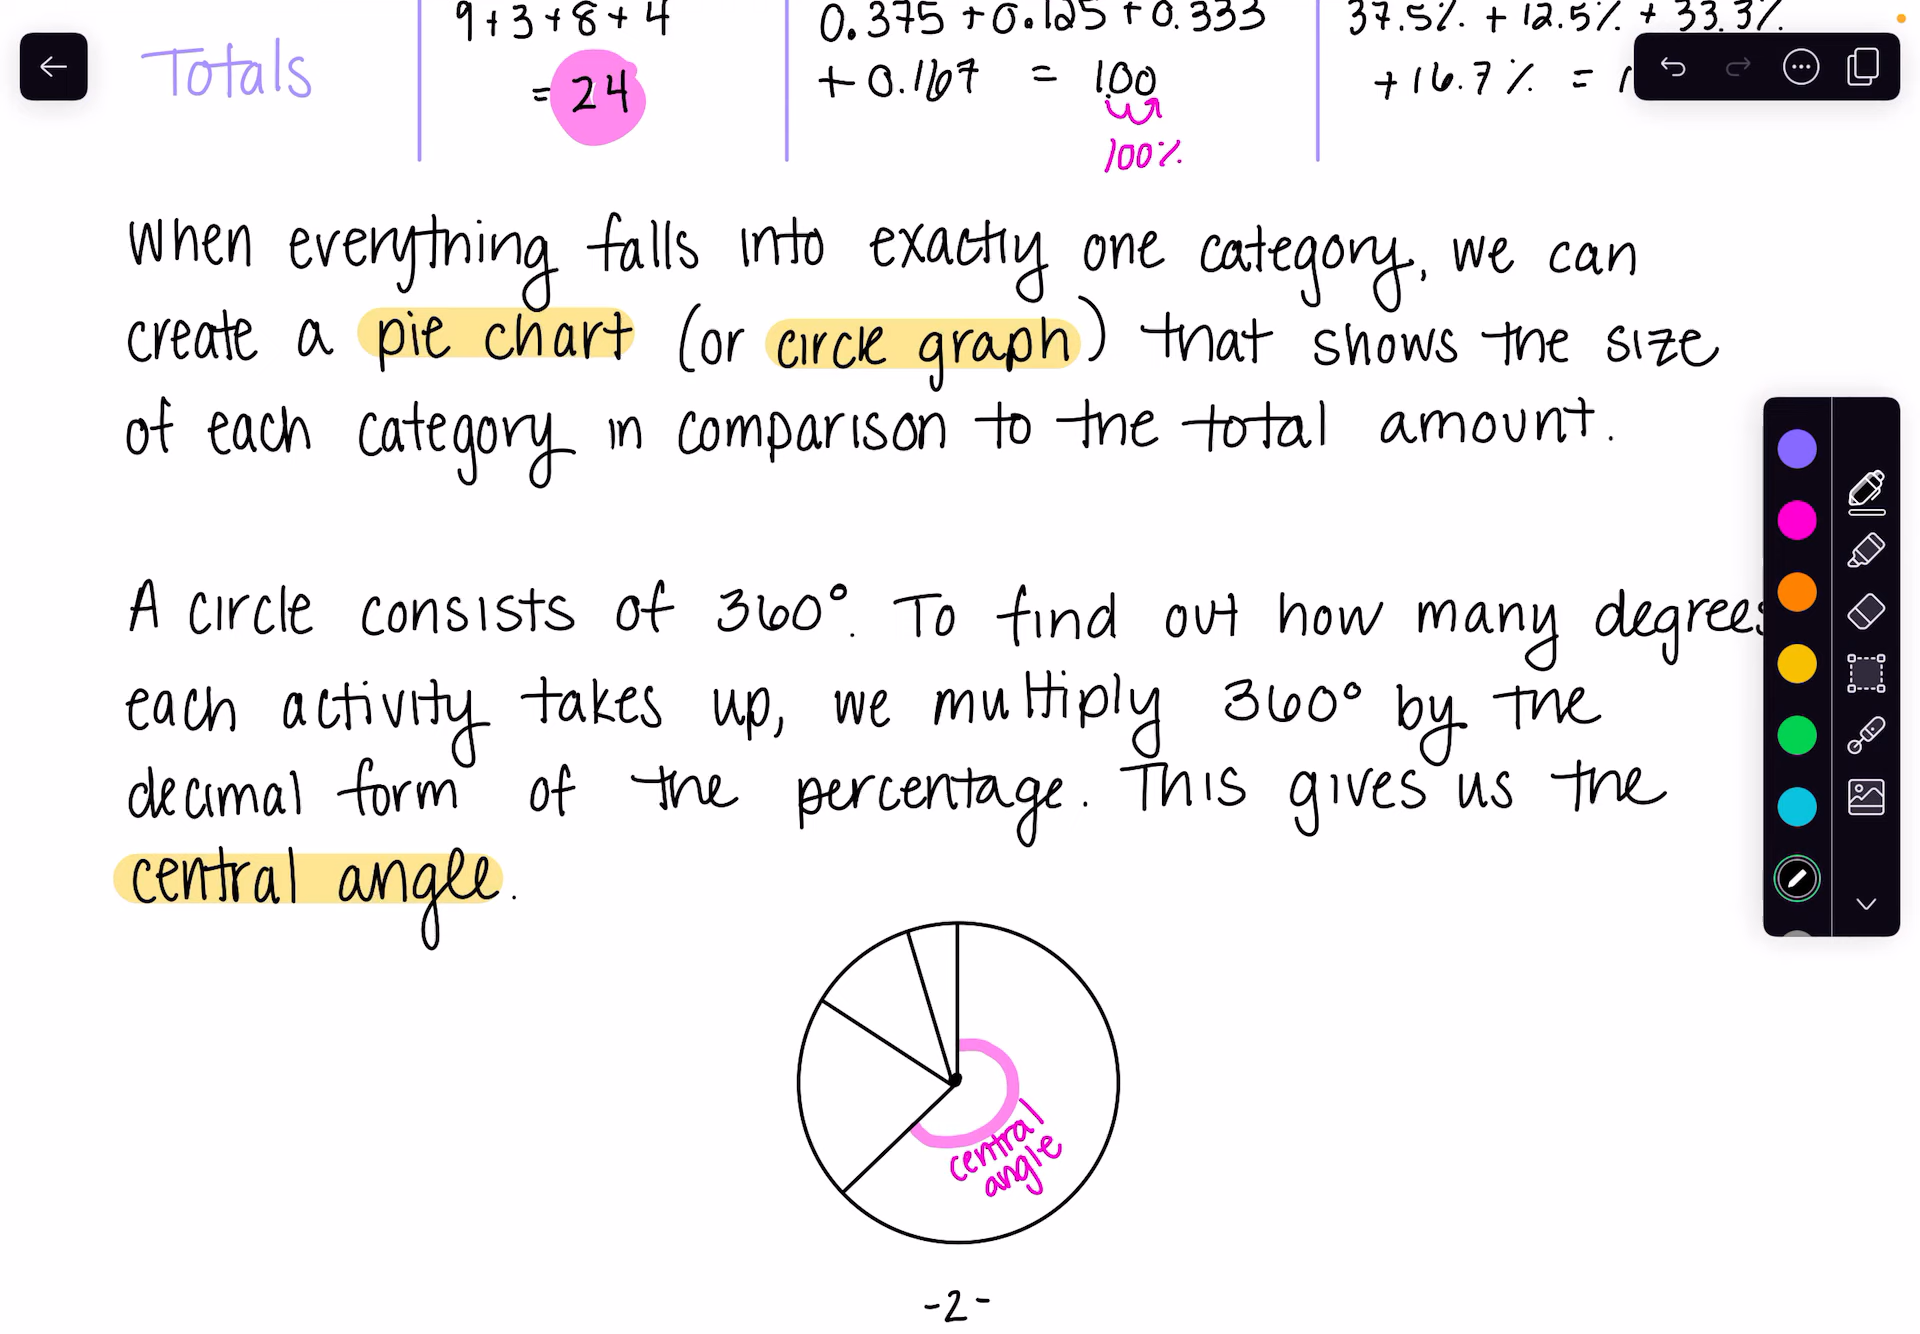 Totals
9+3+8+4
= 24
0.375 + 0.125 + 0.333
+ 0.167 = 1.00
100%
37.5% + 12.5% + 33.3%
+ 16.7% = 1
When everything falls into exactly one category, we can
create a pie chart (or circle graph) that shows the size
of each category in comparison to the total amount.
A circle consists of 360°. To find out how many degrees
each activity takes up, we multiply 360° by the
decimal form of the percentage. This gives us the
central angle.
central
angle
-2-